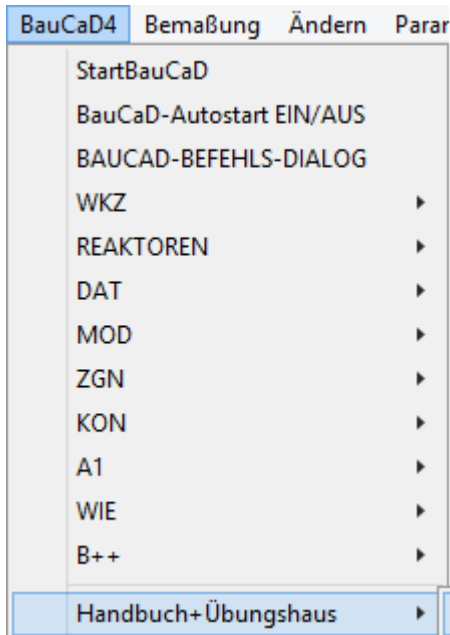 BauCaD4 Bemaßung Ändern Parar
StartBauCaD
BauCaD-Autostart EIN/AUS
BAUCAD-BEFEHLS-DIALOG
WKZ
REAKTOREN
DAT
MOD
ZGN
KON
A1
WIE
B++
Handbuch+Übungshaus